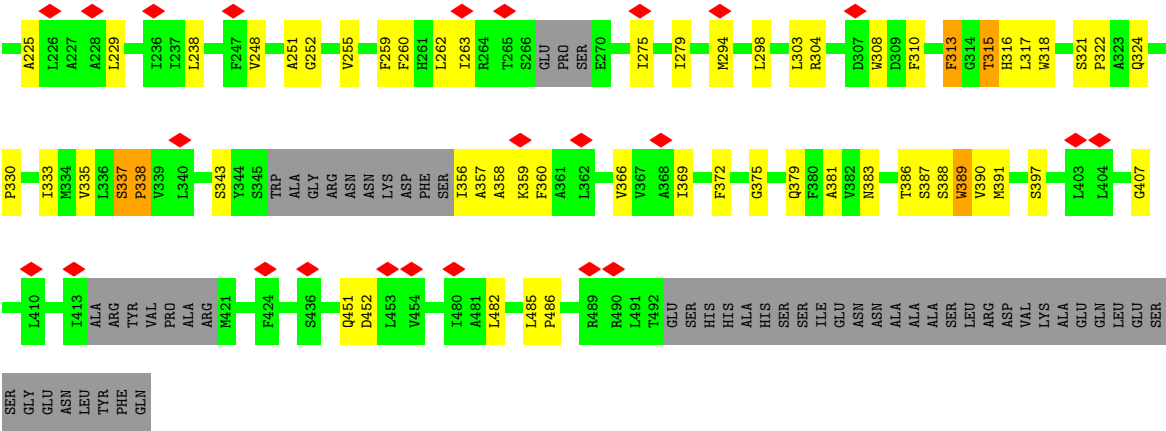 A225 L226 A227 A228 L229 I236 I237 L238 F247 V248 A251 G252 V255 F259 F260 H261 L262 I263 R264 T265 S266 GLU PRO SER E270 I275 I279 M294 L298 L303 R304 D307 W308 D309 F310 F313 G314 T315 H316 L317 W318 S321 P322 A323 Q324
P330 I333 M334 V335 L336 S337 P338 V339 L340 S343 Y344 S345 TRP ALA GLY ARG ASN ASN LYS ASP PHE SER I356 A357 A358 K359 F360 A361 L362 V366 V367 A368 I369 F372 G375 Q379 F380 A381 V382 N383 T386 S387 S388 W389 V390 M391 S397 L403 L404 G407
L410 I413 ALA ARG TYR VAL PRO ALA ARG M421 F424 S436 Q451 D452 L453 V454 I480 A481 L482 L485 P486 R489 R490 L491 T492 GLU SER HIS HIS ALA HIS SER SER ILE GLU ASN ASN ALA ALA ALA SER LEU ARG ASP VAL LYS ALA GLU GLN LEU GLU SER
SER GLY GLU ASN LEU TYR PHE GLN